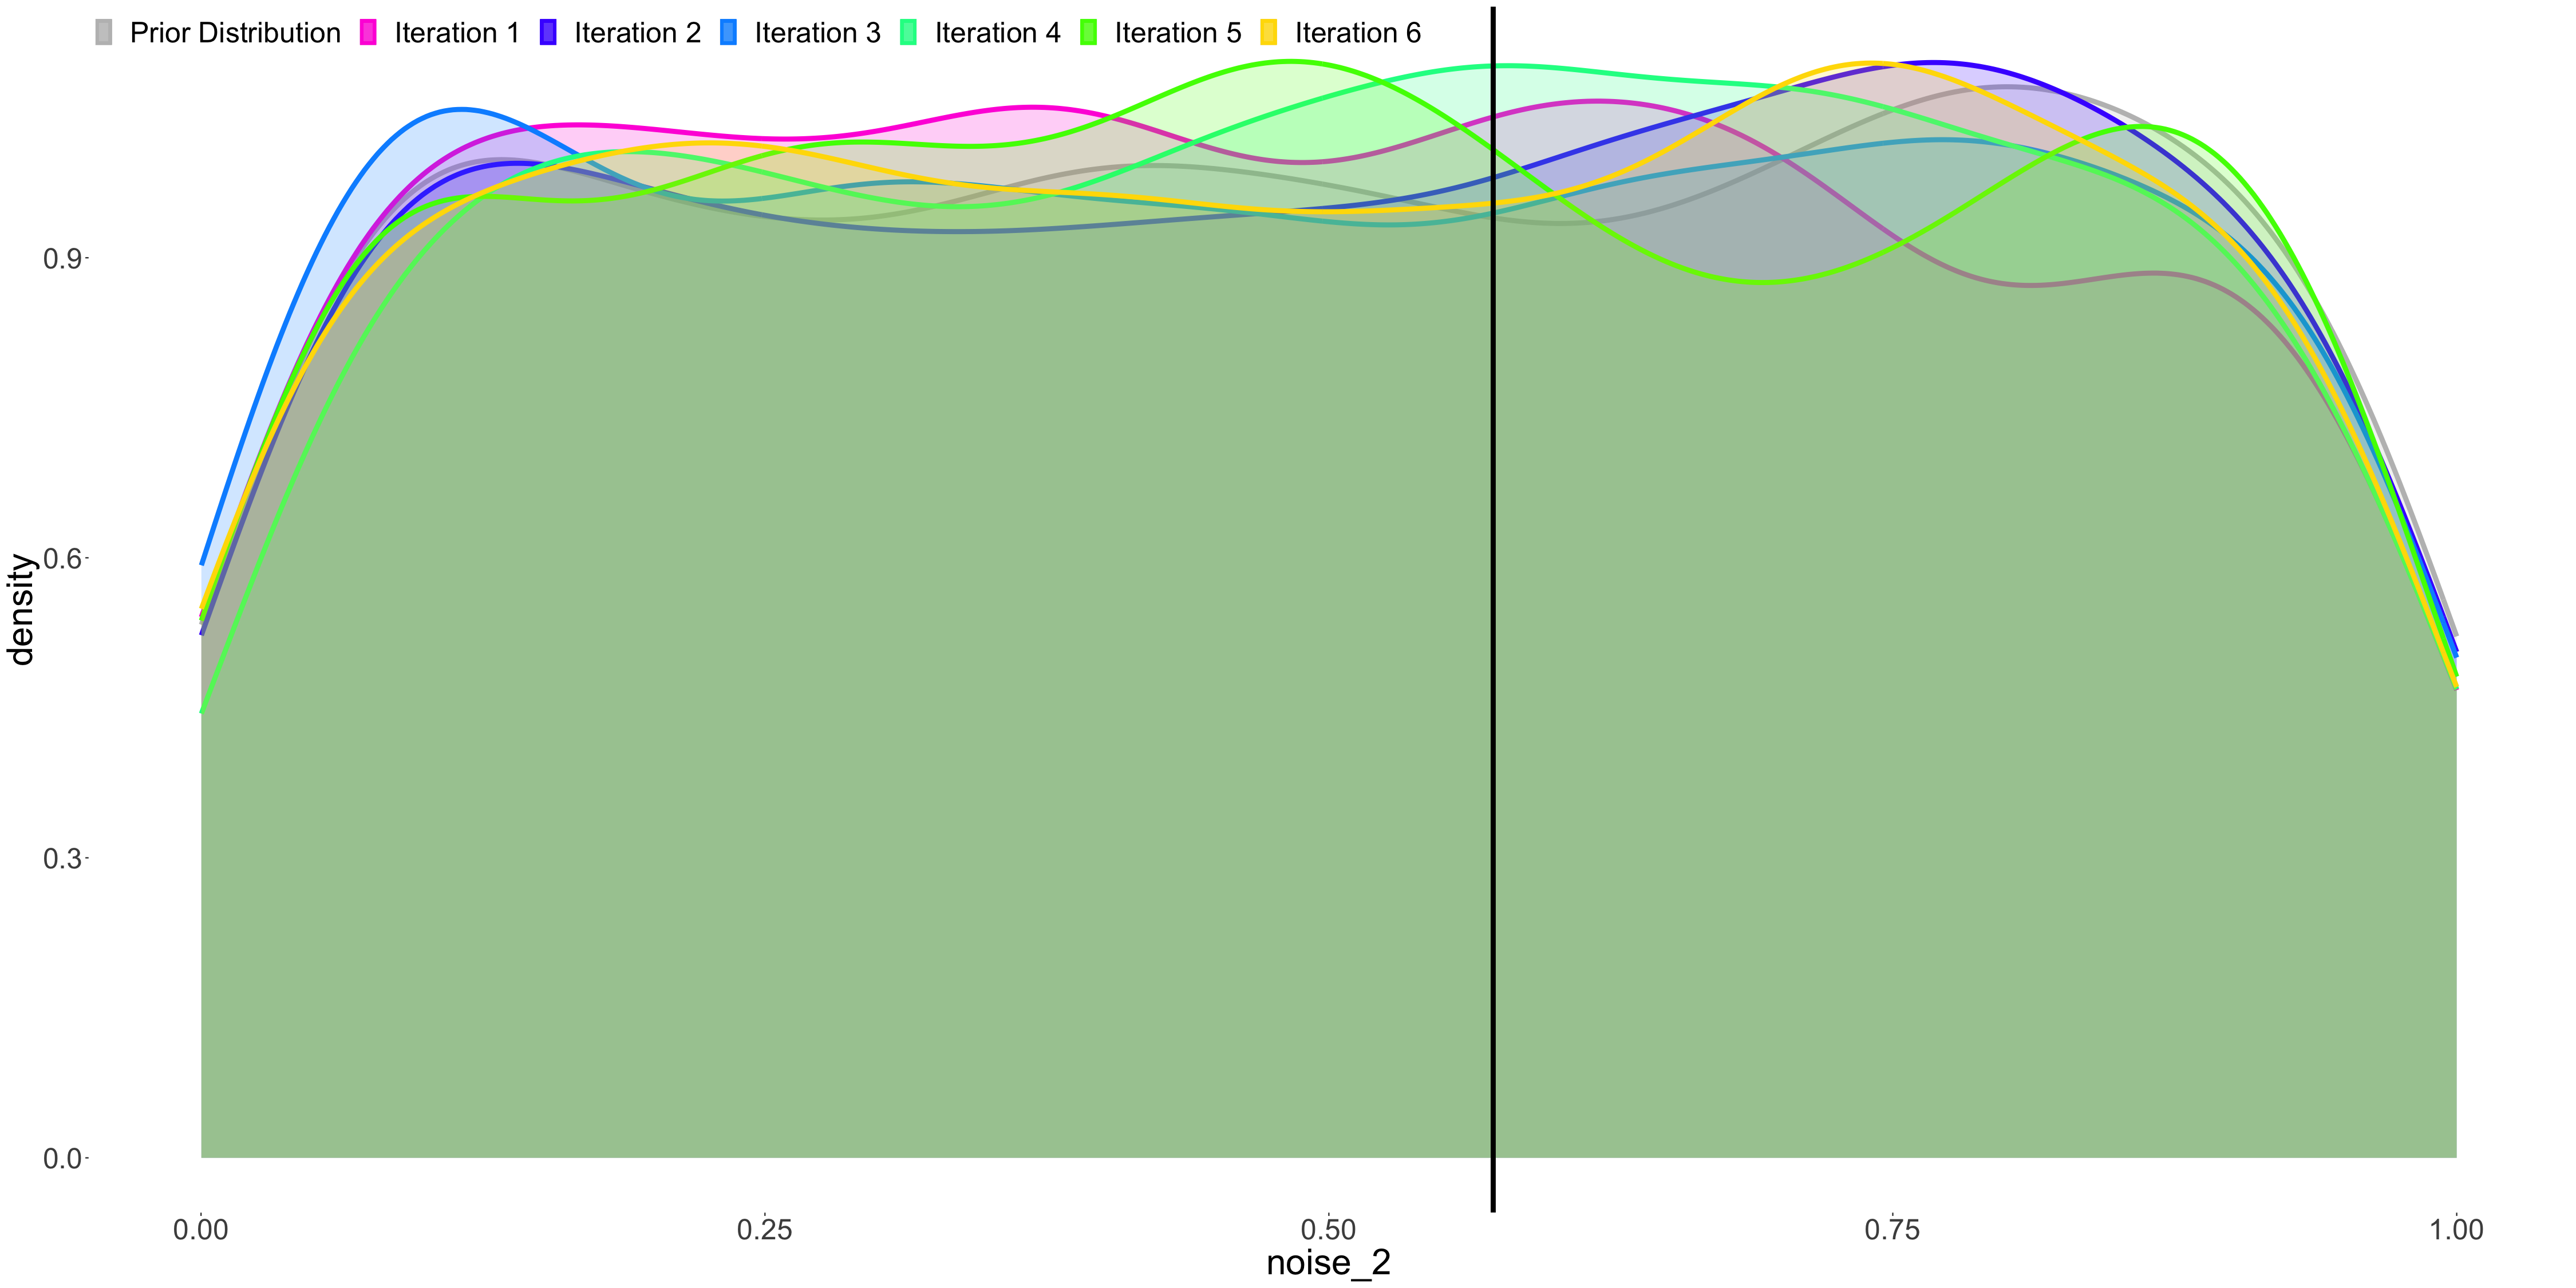 Prior Distribution Iteration 1 Iteration 2 Iteration 3 Iteration 4 Iteration 5 Iteration 6
density
0.9
0.6
0.3
0.0
0.00 0.25 0.50 0.75 1.00
noise_2